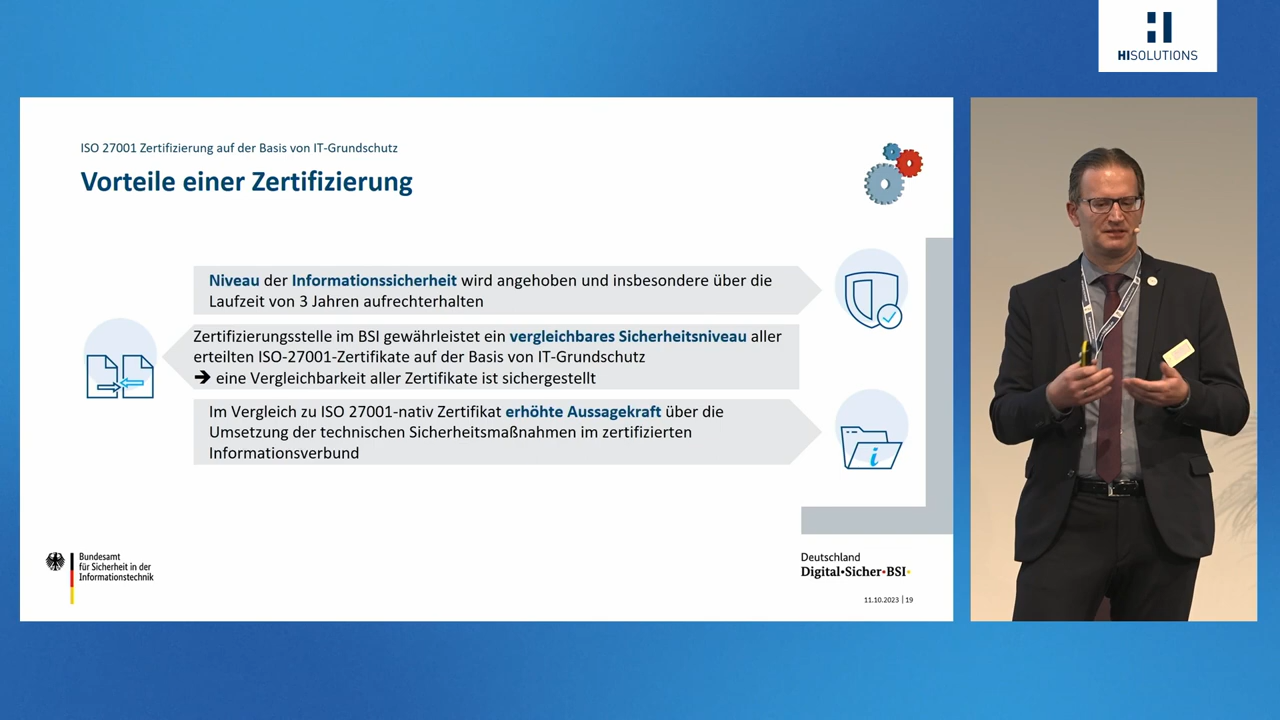 HISOLUTIONS
ISO 27001 Zertifizierung auf der Basis von IT-Grundschutz
Vorteile einer Zertifizierung
Niveau der Informationssicherheit wird angehoben und insbesondere über die
Laufzeit von 3 Jahren aufrechterhalten
Zertifizierungsstelle im BSI gewährleistet ein vergleichbares Sicherheitsniveau aller
erteilten ISO-27001-Zertifikate auf der Basis von IT-Grundschutz
➔ eine Vergleichbarkeit aller Zertifikate ist sichergestellt
Im Vergleich zu ISO 27001-nativ Zertifikat erhöhte Aussagekraft über die
Umsetzung der technischen Sicherheitsmaßnahmen im zertifizierten
Informationsverbund
Bundesamt
für Sicherheit in der
Informationstechnik
Deutschland
Digital•Sicher•BSI•
11.10.2023 | 19